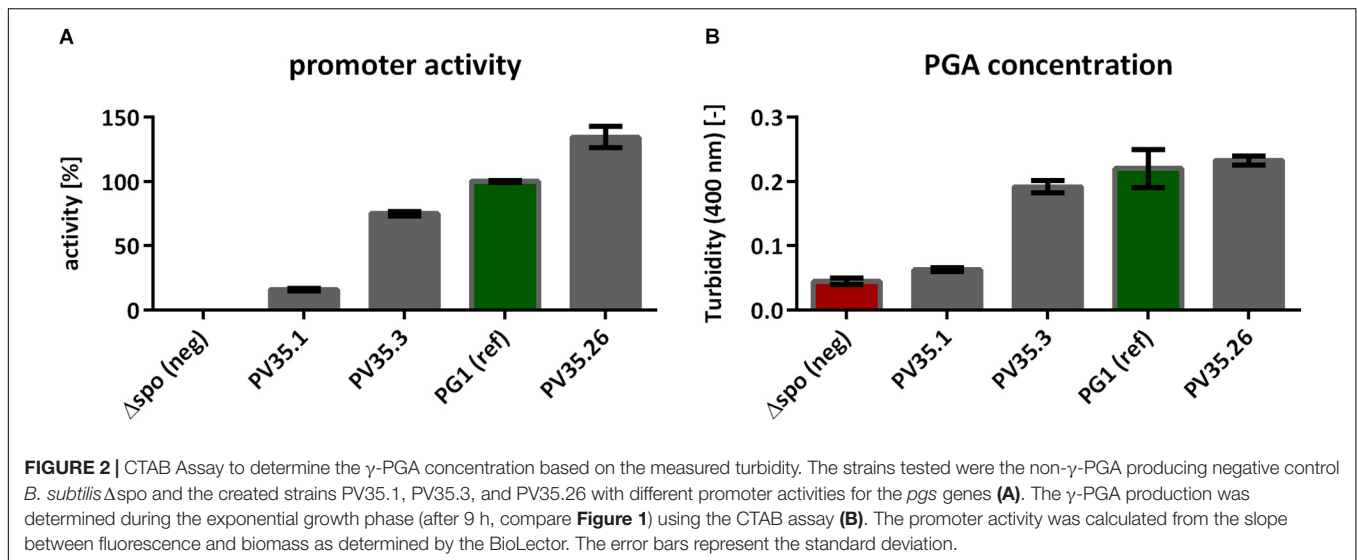 A
promoter activity
activity [%]
150
100
50
0
Δspo (neg)
PV35.1
PV35.3
PG1 (ref)
PV35.26
B
PGA concentration
Turbidity (400 nm) [-]
0.3
0.2
0.1
0.0
Δspo (neg)
PV35.1
PV35.3
PG1 (ref)
PV35.26
FIGURE 2 | CTAB Assay to determine the γ-PGA concentration based on the measured turbidity. The strains tested were the non-γ-PGA producing negative control
B. subtilis Δspo and the created strains PV35.1, PV35.3, and PV35.26 with different promoter activities for the pgs genes (A). The γ-PGA production was
determined during the exponential growth phase (after 9 h, compare Figure 1) using the CTAB assay (B). The promoter activity was calculated from the slope
between fluorescence and biomass as determined by the BioLector. The error bars represent the standard deviation.